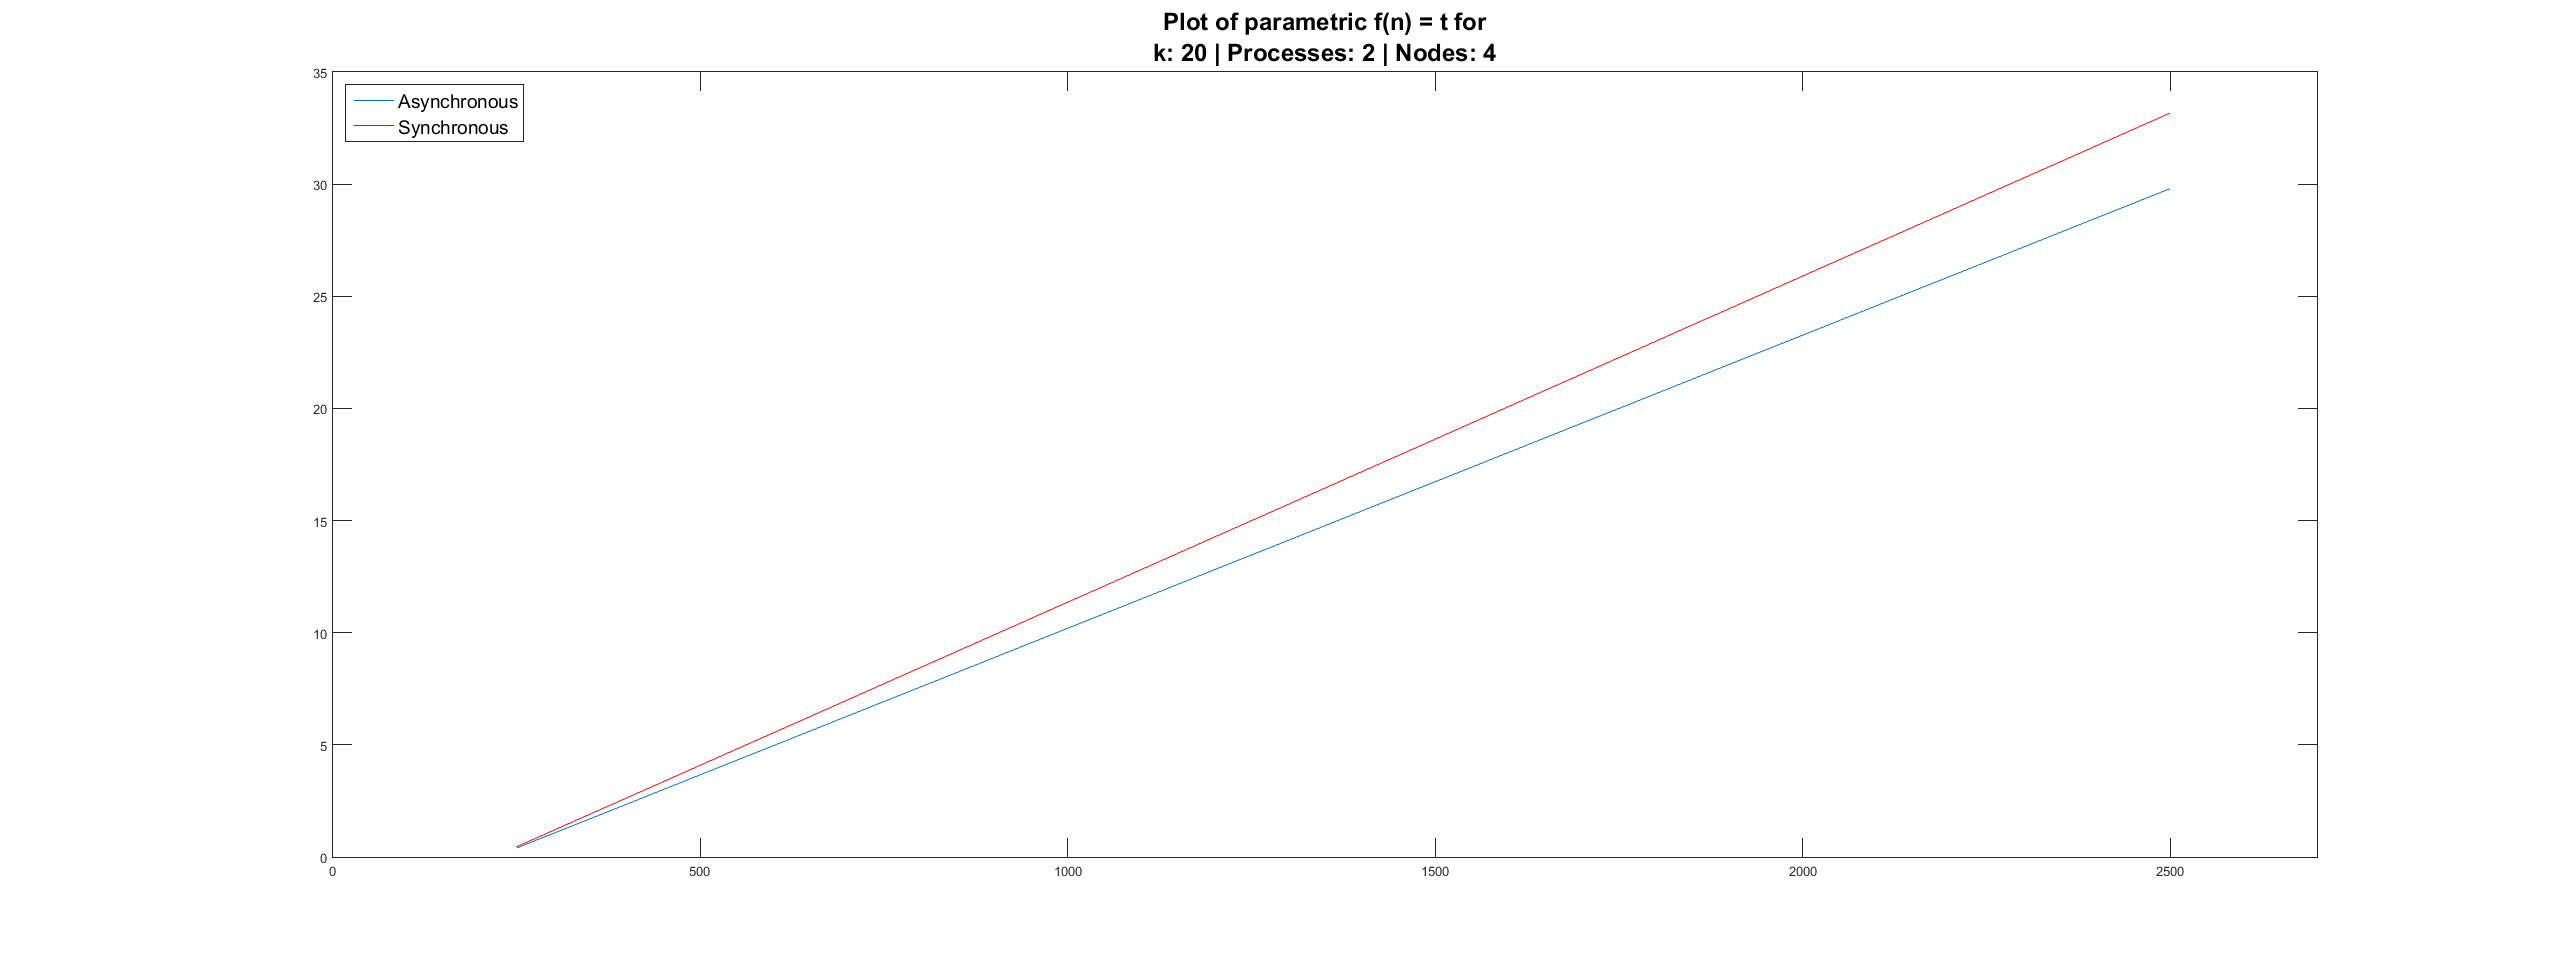 Plot of parametric f(n) = t for
k: 20 | Processes: 2 | Nodes: 4
35
Asynchronous
Synchronous
30
25
20
15
10
5
0
0 500 1000 1500 2000 2500